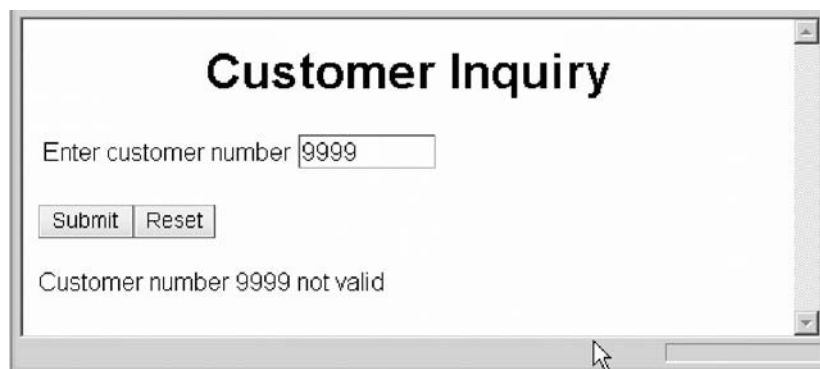 Customer Inquiry
Enter customer number 9999
Submit Reset
Customer number 9999 not valid